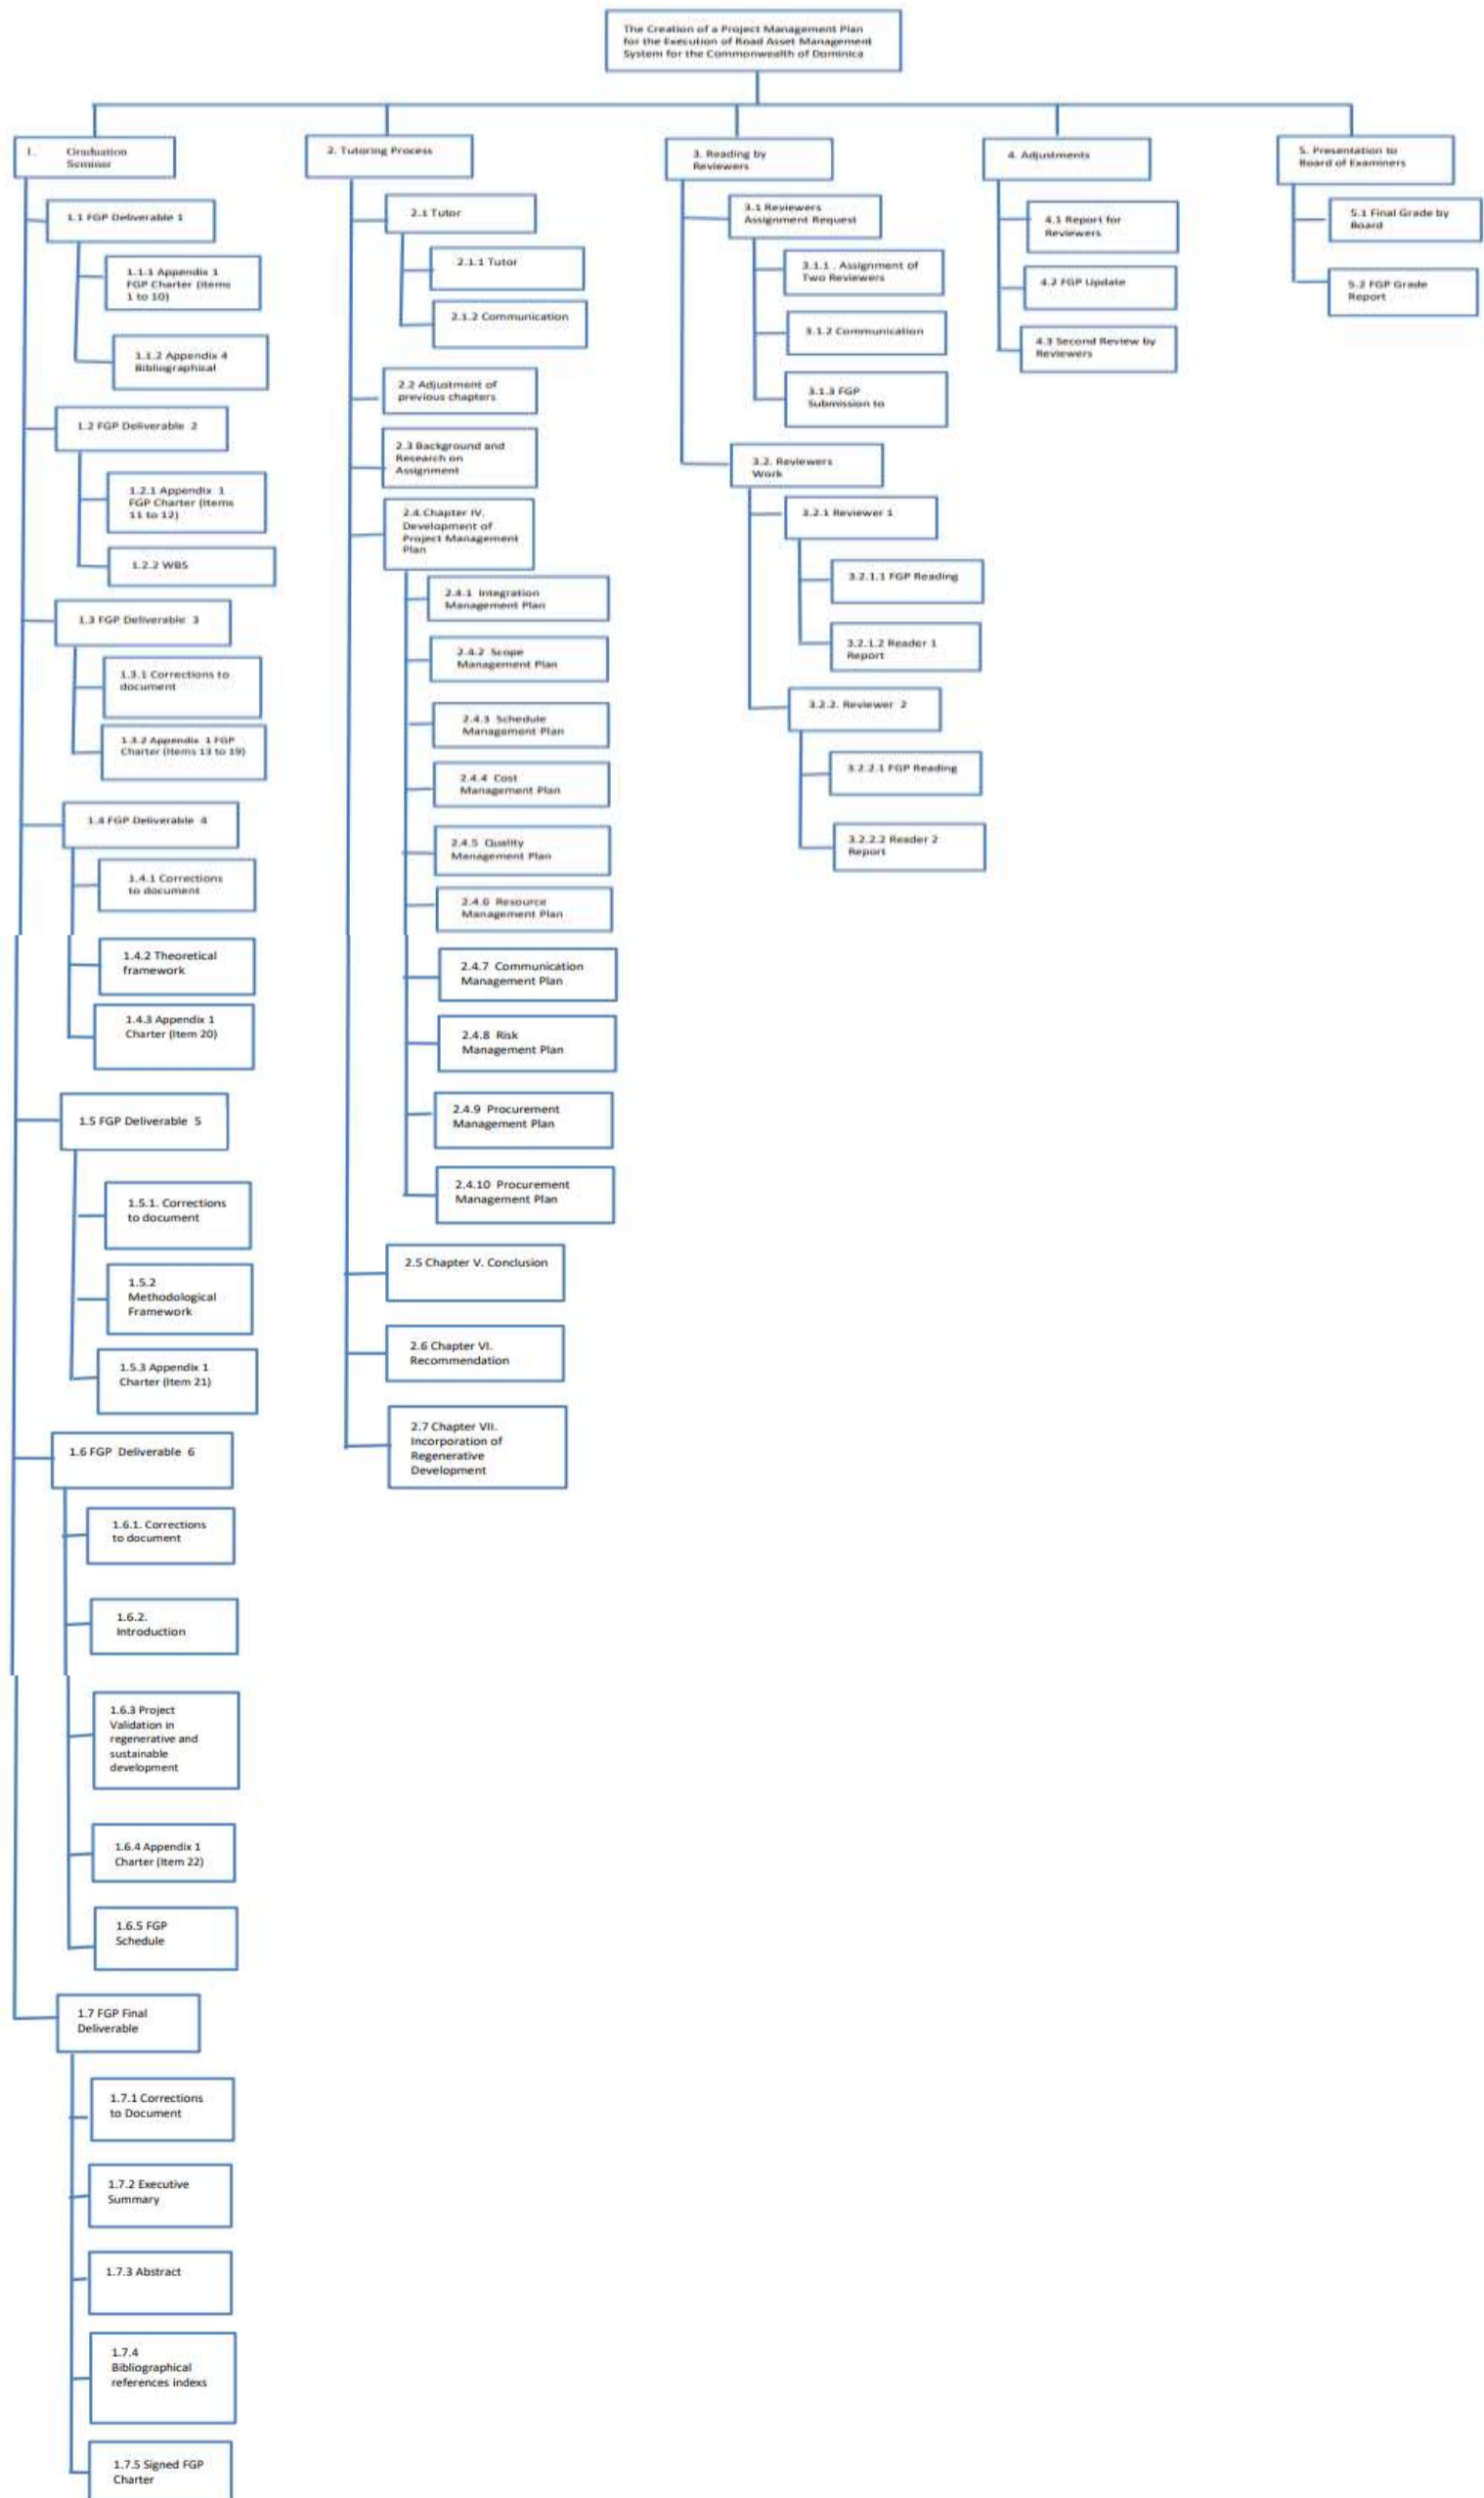 The Creation of a Project Management Plan
for the Execution of Road Asset Management
System for the Commonwealth of Dominica
1. Graduation
Seminar
1.1 FGP Deliverable 1
1.1.1 Appendix 1
FGP Charter (Items
1 to 10)
1.1.2 Appendix 4
Bibliographical
1.2 FGP Deliverable 2
1.2.1 Appendix 1
FGP Charter (Items
11 to 12)
1.2.2 WBS
1.3 FGP Deliverable 3
1.3.1 Corrections to
document
1.3.2 Appendix 1 FGP
Charter (Items 13 to 19)
1.4 FGP Deliverable 4
1.4.1 Corrections
to document
1.4.2 Theoretical
framework
1.4.3 Appendix 1
Charter (Item 20)
1.5 FGP Deliverable 5
1.5.1. Corrections
to document
1.5.2
Methodological
Framework
1.5.3 Appendix 1
Charter (Item 21)
1.6 FGP Deliverable 6
1.6.1. Corrections
to document
1.6.2.
Introduction
1.6.3 Project
Validation in
regenerative and
sustainable
development
1.6.4 Appendix 1
Charter (Item 22)
1.6.5 FGP
Schedule
1.7 FGP Final
Deliverable
1.7.1 Corrections
to Document
1.7.2 Executive
Summary
1.7.3 Abstract
1.7.4
Bibliographical
references indexs
1.7.5 Signed FGP
Charter
2. Tutoring Process
2.1 Tutor
2.1.1 Tutor
2.1.2 Communication
2.2 Adjustment of
previous chapters
2.3 Background and
Research on
Assignment
2.4.Chapter IV.
Development of
Project Management
Plan
2.4.1 Integration
Management Plan
2.4.2 Scope
Management Plan
2.4.3 Schedule
Management Plan
2.4.4 Cost
Management Plan
2.4.5 Quality
Management Plan
2.4.6 Resource
Management Plan
2.4.7 Communication
Management Plan
2.4.8 Risk
Management Plan
2.4.9 Procurement
Management Plan
2.4.10 Procurement
Management Plan
2.5 Chapter V. Conclusion
2.6 Chapter VI.
Recommendation
2.7 Chapter VII.
Incorporation of
Regenerative
Development
3. Reading by
Reviewers
3.1 Reviewers
Assignment Request
3.1.1 . Assignment of
Two Reviewers
3.1.2 Communication
3.1.3 FGP
Submission to
3.2. Reviewers
Work
3.2.1 Reviewer 1
3.2.1.1 FGP Reading
3.2.1.2 Reader 1
Report
3.2.2. Reviewer 2
3.2.2.1 FGP Reading
3.2.2.2 Reader 2
Report
4. Adjustments
4.1 Report for
Reviewers
4.2 FGP Update
4.3 Second Review by
Reviewers
5. Presentation to
Board of Examiners
5.1 Final Grade by
Board
5.2 FGP Grade
Report